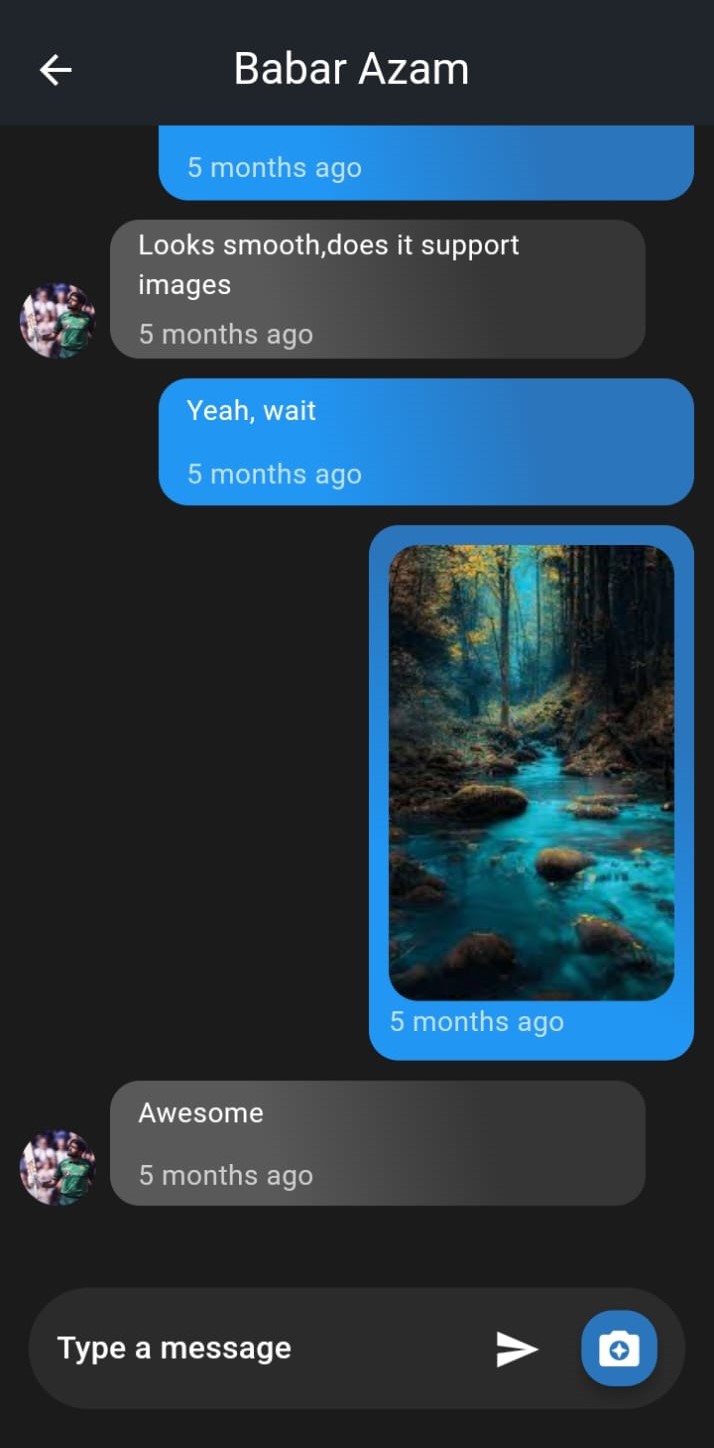 Babar Azam
5 months ago
Looks smooth,does it support
images
5 months ago
Yeah, wait
5 months ago
5 months ago
Awesome
5 months ago
Type a message